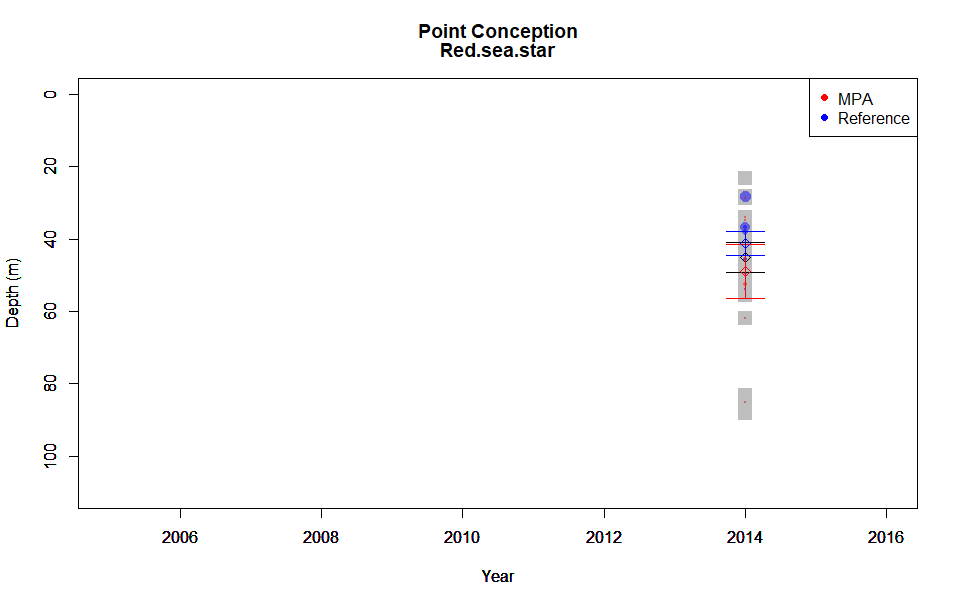 Point Conception
Red.sea.star
MPA
Reference
0
20
40
60
80
100
Depth (m)
2006
2008
2010
2012
2014
2016
Year